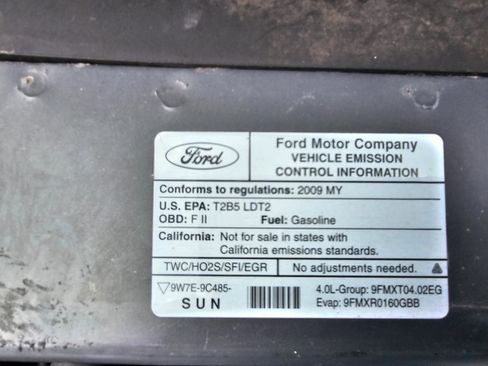 Ford
Ford Motor Company
VEHICLE EMISSION
CONTROL INFORMATION
Conforms to regulations: 2009 MY
U.S. EPA: T2B5 LDT2
OBD: F II Fuel: Gasoline
California: Not for sale in states with
California emissions standards.
TWC/HO2S/SFI/EGR No adjustments needed.
9W7E-9C485-
SUN
4.0L-Group: 9FMXT04.02EG
Evap: 9FMXR0160GBB